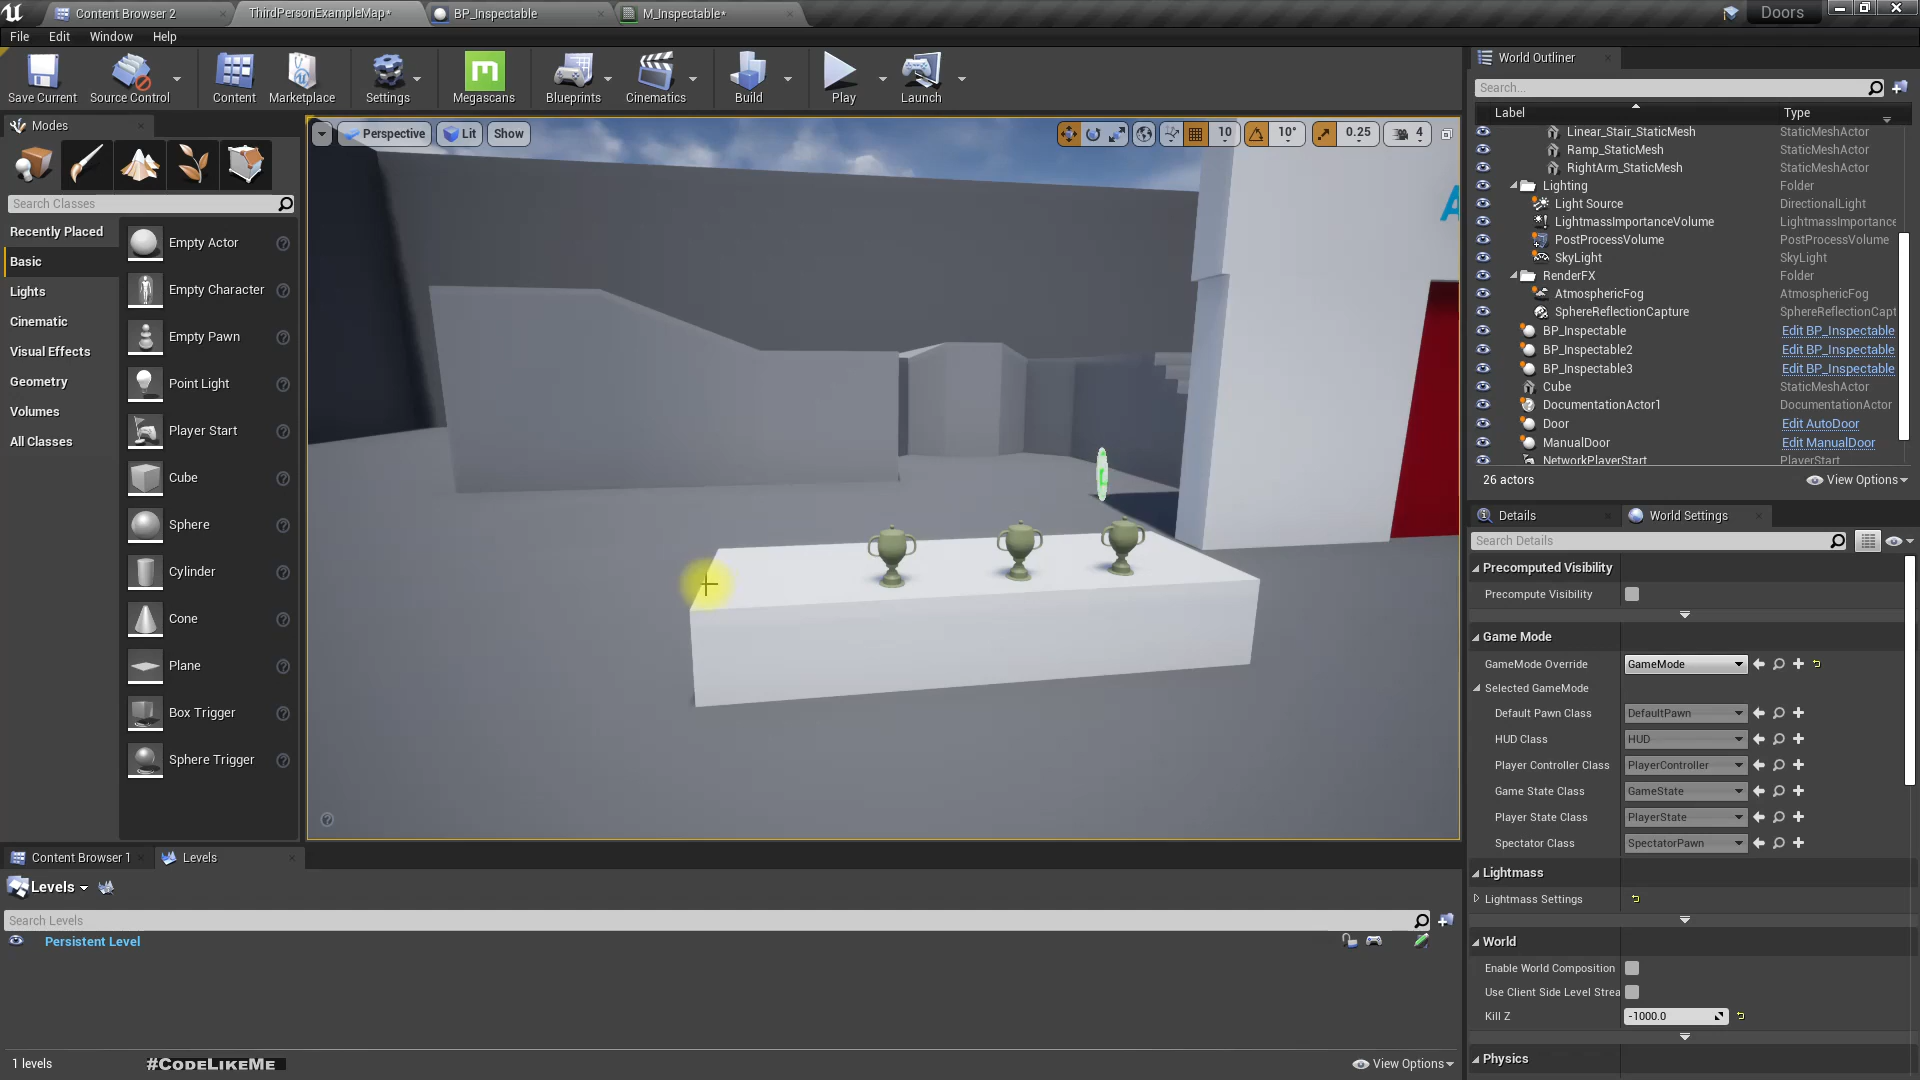 Content Browser 2
ThirdPersonExampleMap*
BP_Inspectable
M_Inspectable*
Doors
File
Edit
Window
Help
Save Current
Source Control
Content
Marketplace
Settings
Megascans
Blueprints
Cinematics
Build
Play
Launch
Modes
Search Classes
Recently Placed
Basic
Lights
Cinematic
Visual Effects
Geometry
Volumes
All Classes
Empty Actor
Empty Character
Empty Pawn
Point Light
Player Start
Cube
Sphere
Cylinder
Cone
Plane
Box Trigger
Sphere Trigger
Perspective
Lit
Show
10
10°
0.25
4
A
World Outliner
Search...
Label
Type
Linear_Stair_StaticMesh StaticMeshActor
Ramp_StaticMesh StaticMeshActor
RightArm_StaticMesh StaticMeshActor
Lighting Folder
Light Source DirectionalLight
LightmassImportanceVolume LightmassImportance
PostProcessVolume PostProcessVolume
SkyLight SkyLight
RenderFX Folder
AtmosphericFog AtmosphericFog
SphereReflectionCapture SphereReflectionCapt
BP_Inspectable Edit BP_Inspectable
BP_Inspectable2 Edit BP_Inspectable
BP_Inspectable3 Edit BP_Inspectable
Cube StaticMeshActor
DocumentationActor1 DocumentationActor
Door Edit AutoDoor
ManualDoor Edit ManualDoor
NetworkPlayerStart PlayerStart
26 actors
View Options
Details
World Settings
Search Details
Precomputed Visibility
Precompute Visibility
Game Mode
GameMode Override GameMode
Selected GameMode
Default Pawn Class DefaultPawn
HUD Class HUD
Player Controller Class PlayerController
Game State Class GameState
Player State Class PlayerState
Spectator Class SpectatorPawn
Lightmass
Lightmass Settings
World
Enable World Composition
Use Client Side Level Strea
Kill Z -1000.0
Physics
Content Browser 1
Levels
Levels
Search Levels
Persistent Level
1 levels
#CodeLikeMe
View Options